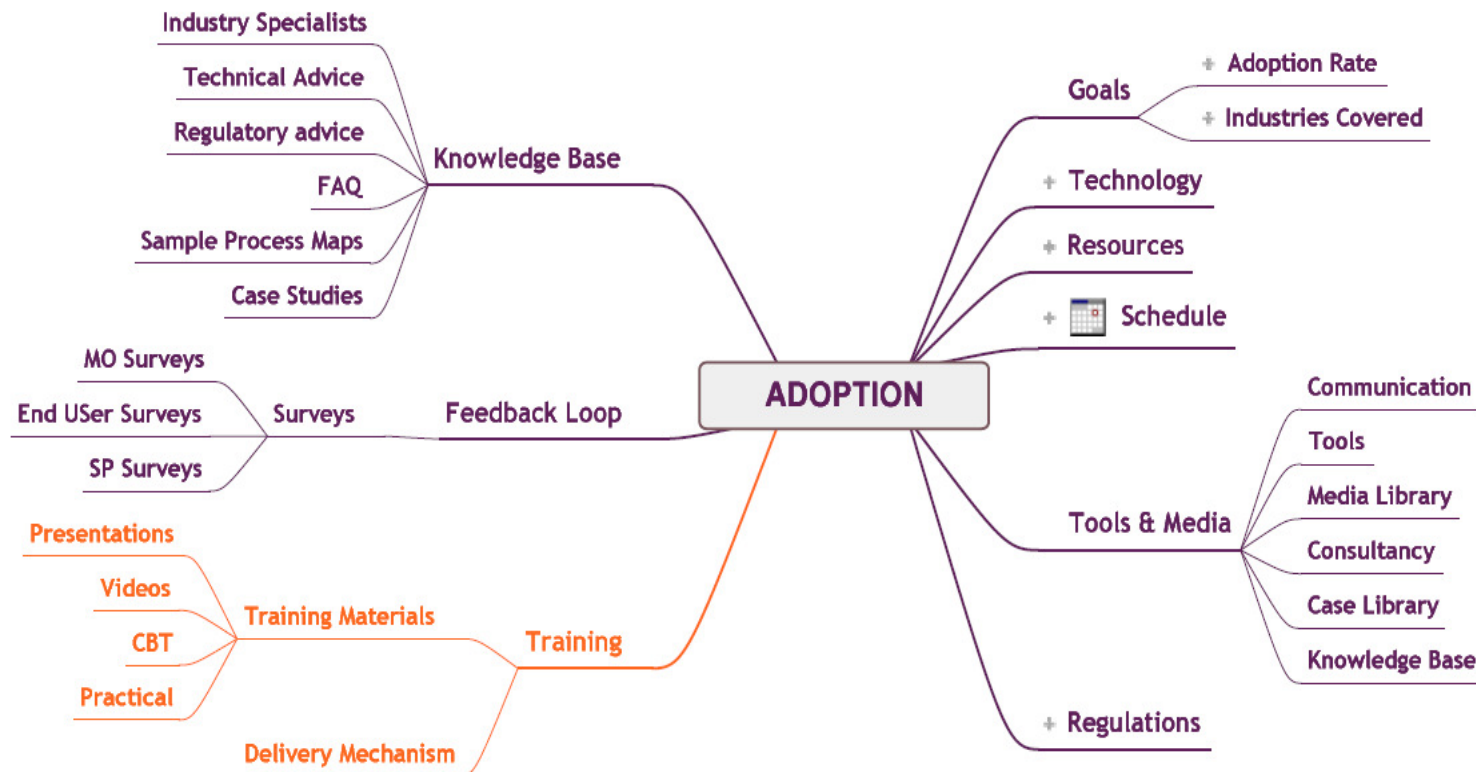 Industry Specialists
Technical Advice
Regulatory advice
FAQ
Sample Process Maps
Case Studies
Knowledge Base
MO Surveys
End USer Surveys
SP Surveys
Surveys
Feedback Loop
Presentations
Videos
CBT
Practical
Training Materials
Delivery Mechanism
Training
ADOPTION
Goals
Adoption Rate
Industries Covered
Technology
Resources
Schedule
Tools & Media
Communication
Tools
Media Library
Consultancy
Case Library
Knowledge Base
Regulations